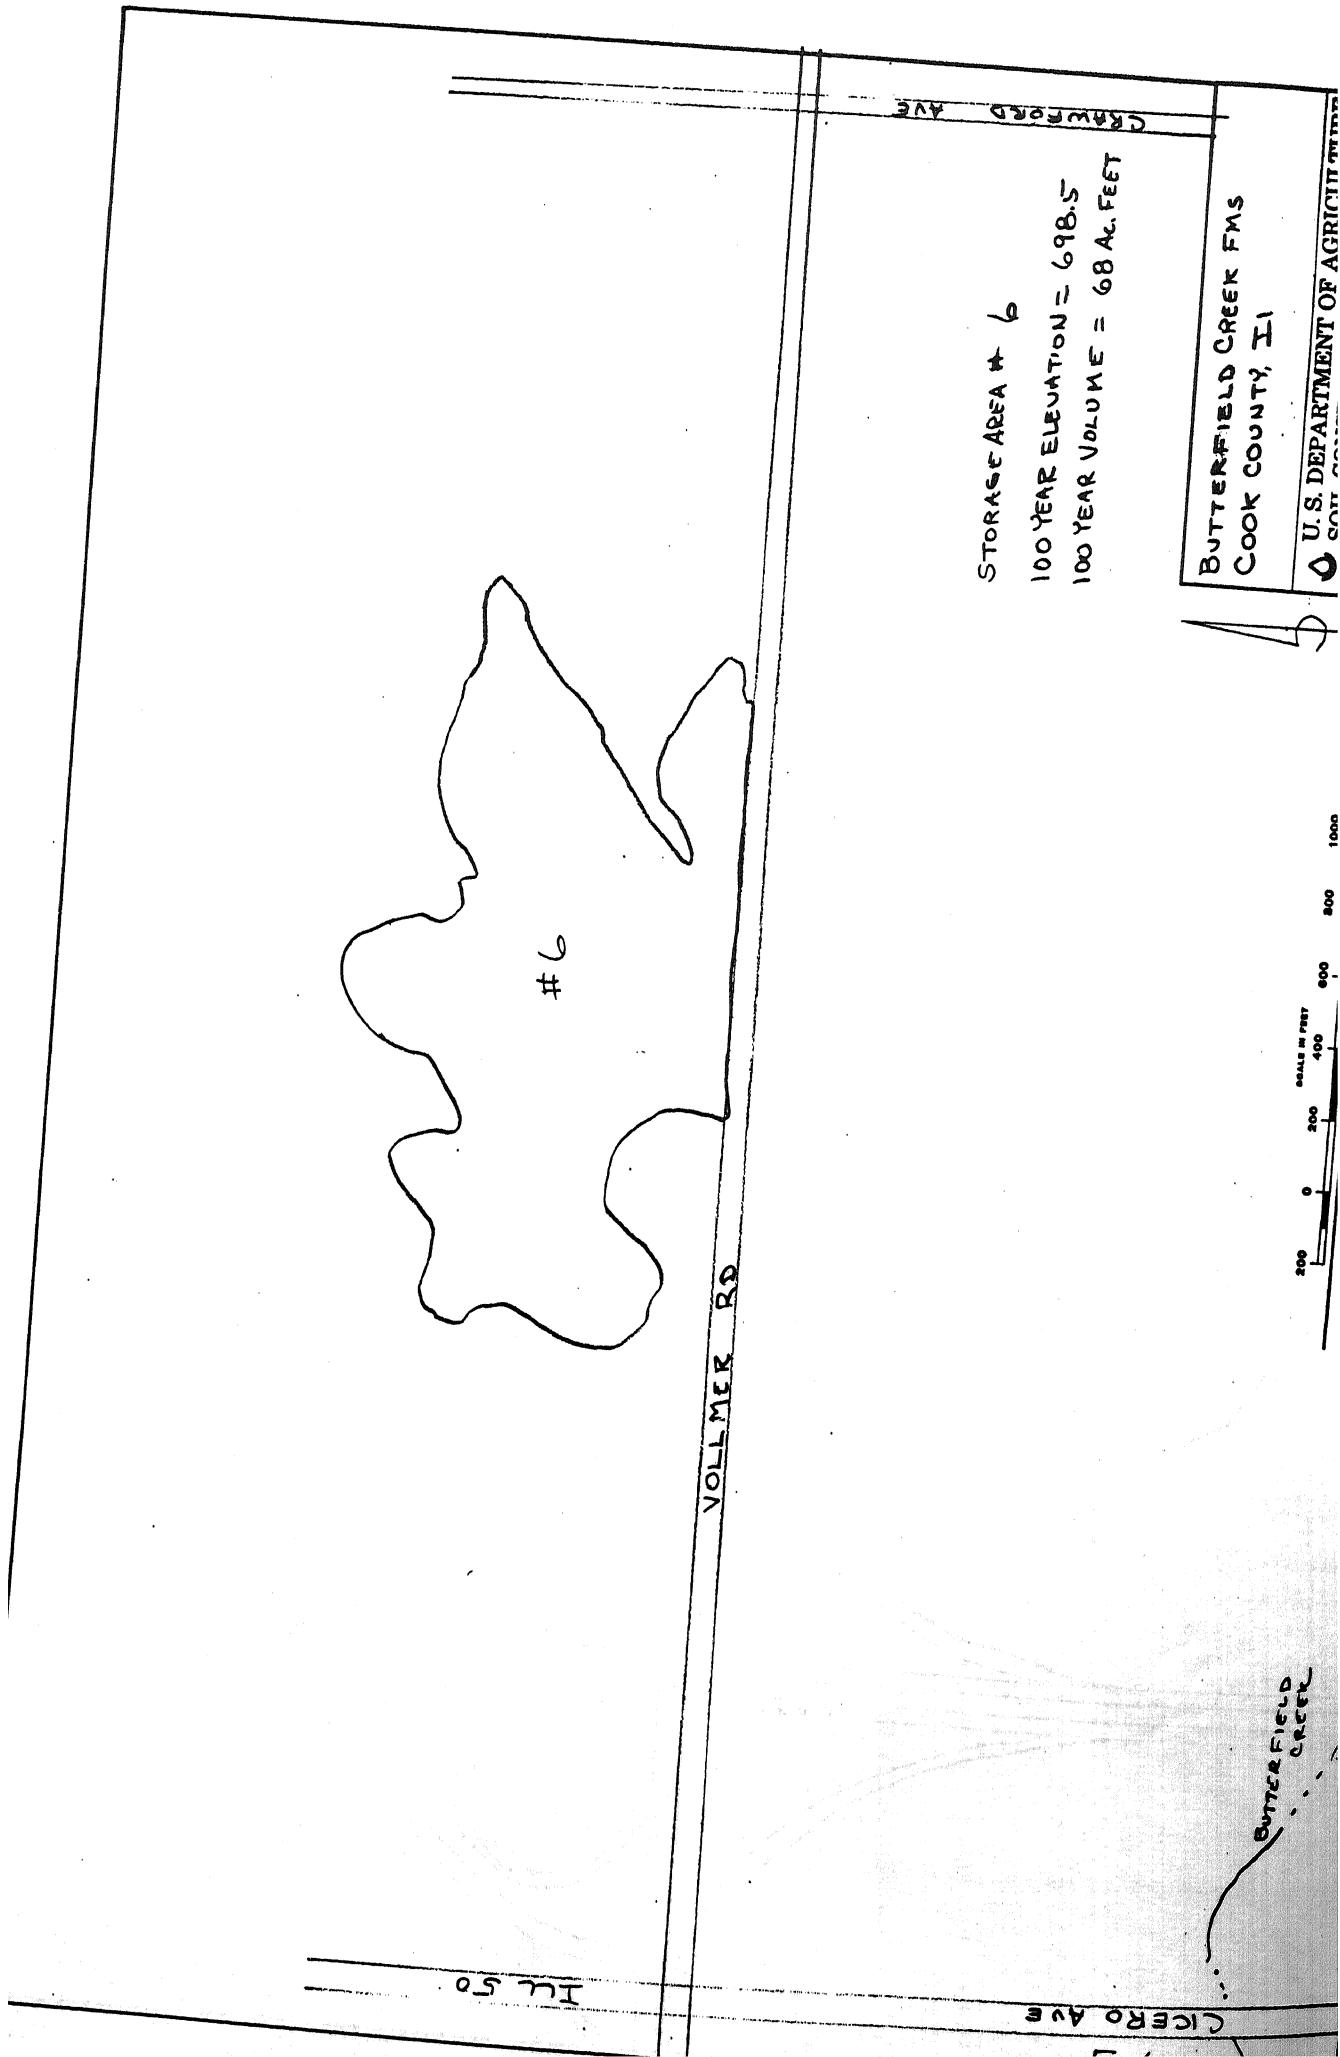 CRAWFORD AVE
STORAGE AREA # 6
100 YEAR ELEVATION = 698.5
100 YEAR VOLUME = 68 Ac. FEET
#6
VOLLMER RD
ILL 50
CICERO AVE
BUTTERFIELD
CREEK
SCALE IN FEET
200 0 200 400 600 800 1000
BUTTERFIELD CREEK FMS
COOK COUNTY, Il
U.S. DEPARTMENT OF AGRICULTURE